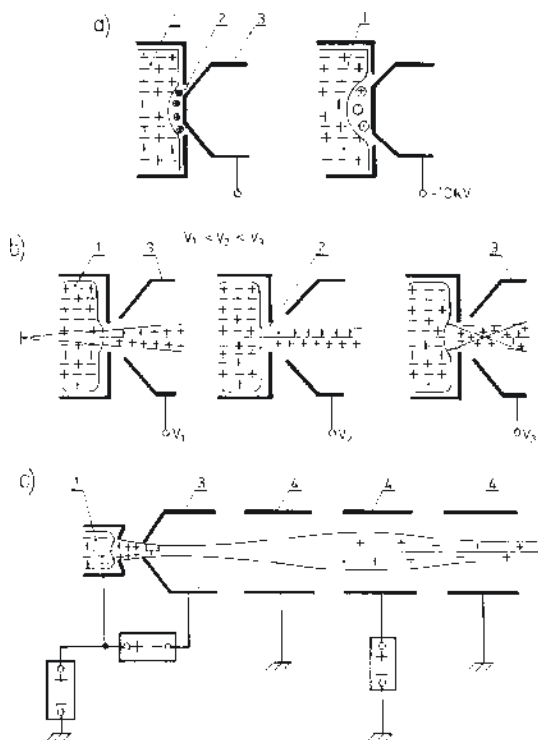 a)
1 2 3 1
-10kV
V₁ < V₂ < V₃
b)
1 3 2 3
V₁ V₂ V₃
c)
1 3 4 4 4